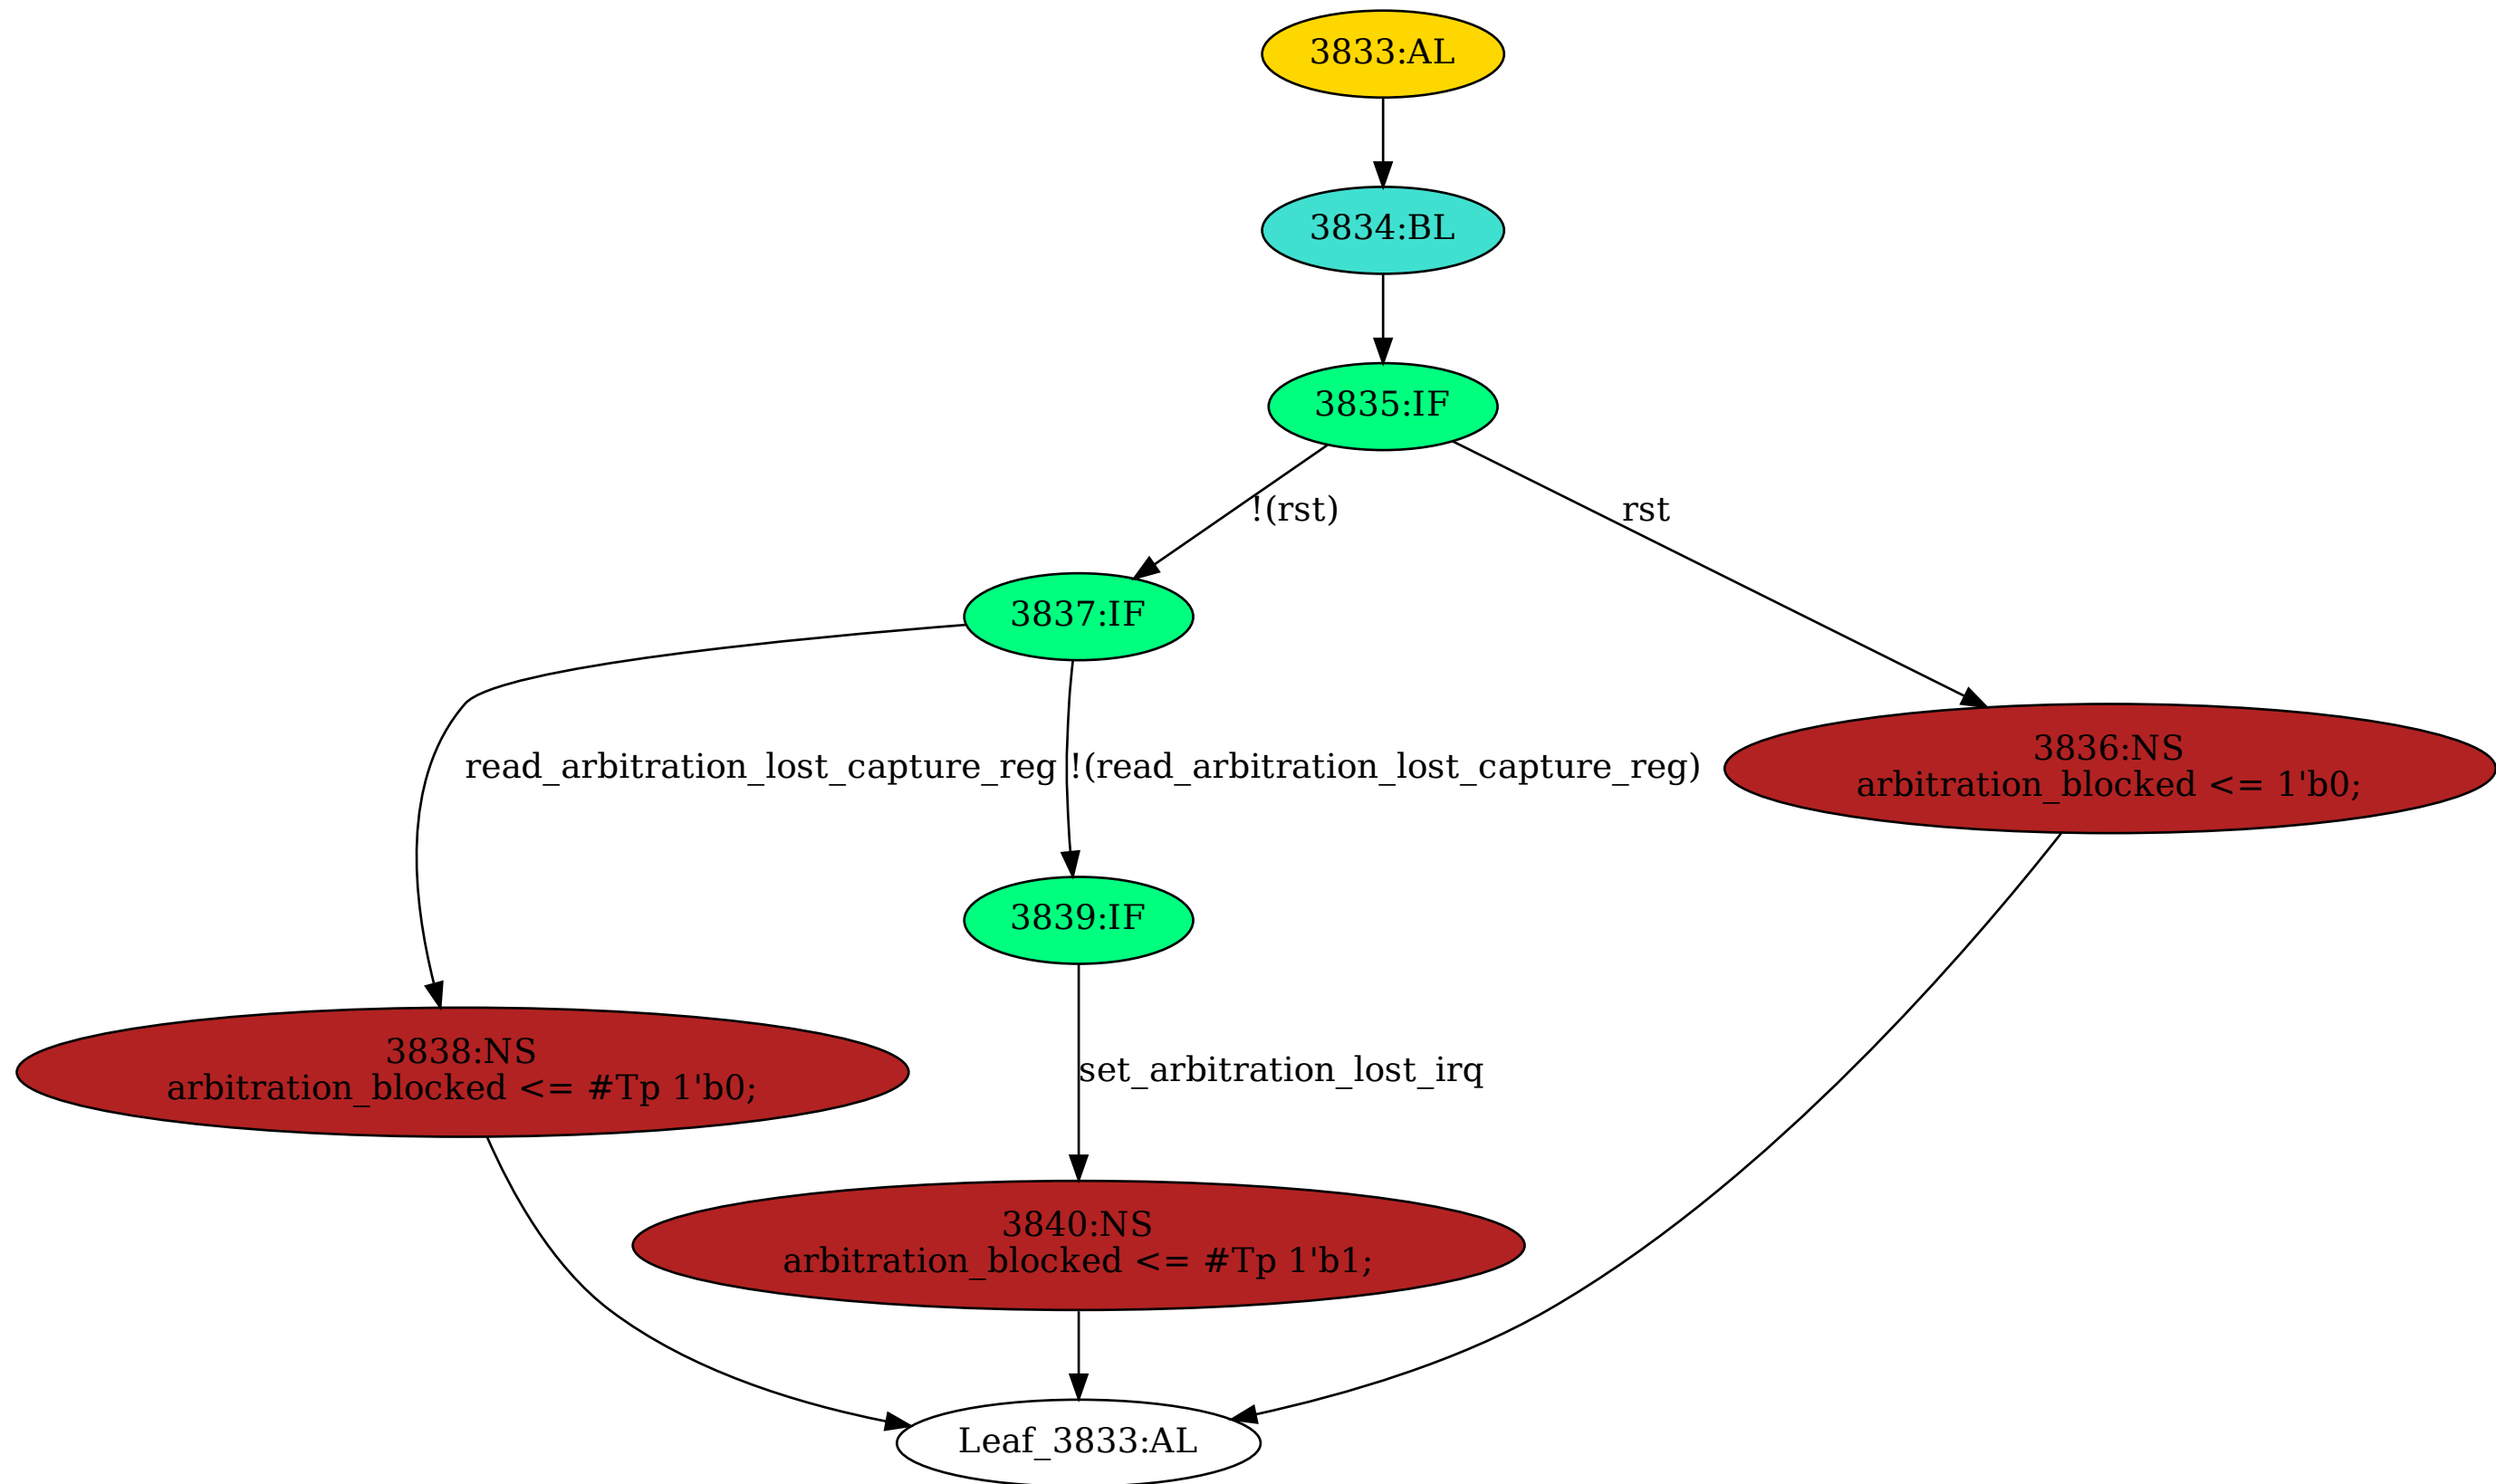 3833:AL
3834:BL
3835:IF
!(rst)
rst
3837:IF
read_arbitration_lost_capture_reg
!(read_arbitration_lost_capture_reg)
3836:NS
arbitration_blocked <= 1'b0;
3839:IF
3838:NS
arbitration_blocked <= #Tp 1'b0;
set_arbitration_lost_irq
3840:NS
arbitration_blocked <= #Tp 1'b1;
Leaf_3833:AL